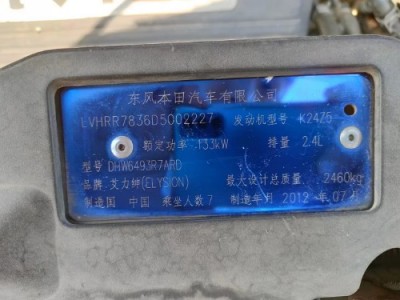 东风本田汽车有限公司
LVHRR7836D5002227 发动机型号 K24Z5
额定功率 133kW 排量 2.4L
型号 DHW6493R7ARD
品牌 艾力绅(ELYSION) 最大设计总质量 2460kg
制造国 中国 乘坐人数 7 制造年月 2012 年 07 月